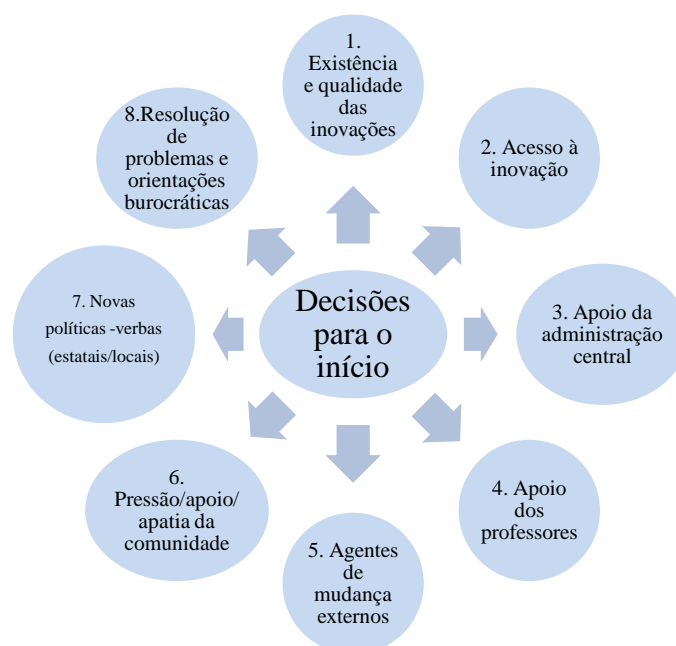 1.
Existência
e qualidade
das
inovações
2. Acesso à
inovação
3. Apoio da
administração
central
4. Apoio
dos
professores
5. Agentes
de
mudança
externos
6.
Pressão/apoio/
apatia da
comunidade
7. Novas
políticas -verbas
(estatais/locais)
8.Resolução
de
problemas e
orientações
burocráticas
Decisões
para o
início